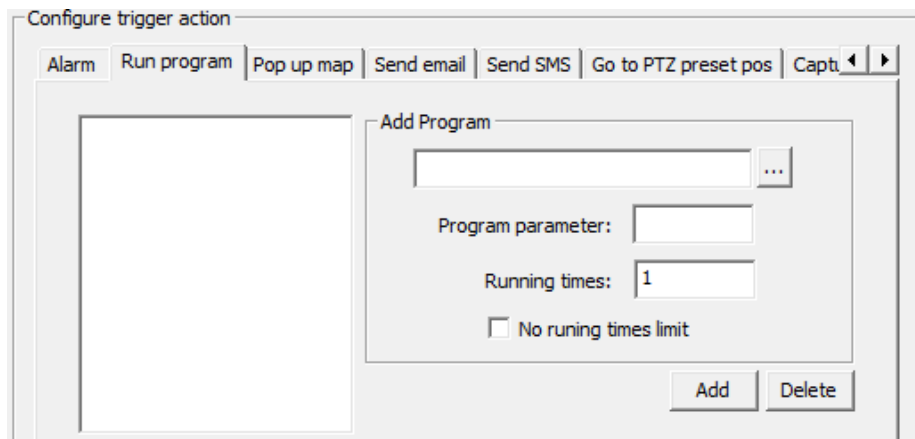 Configure trigger action
Alarm Run program Pop up map Send email Send SMS Go to PTZ preset pos Captu
Add Program
...
Program parameter:
Running times: 1
No runing times limit
Add Delete